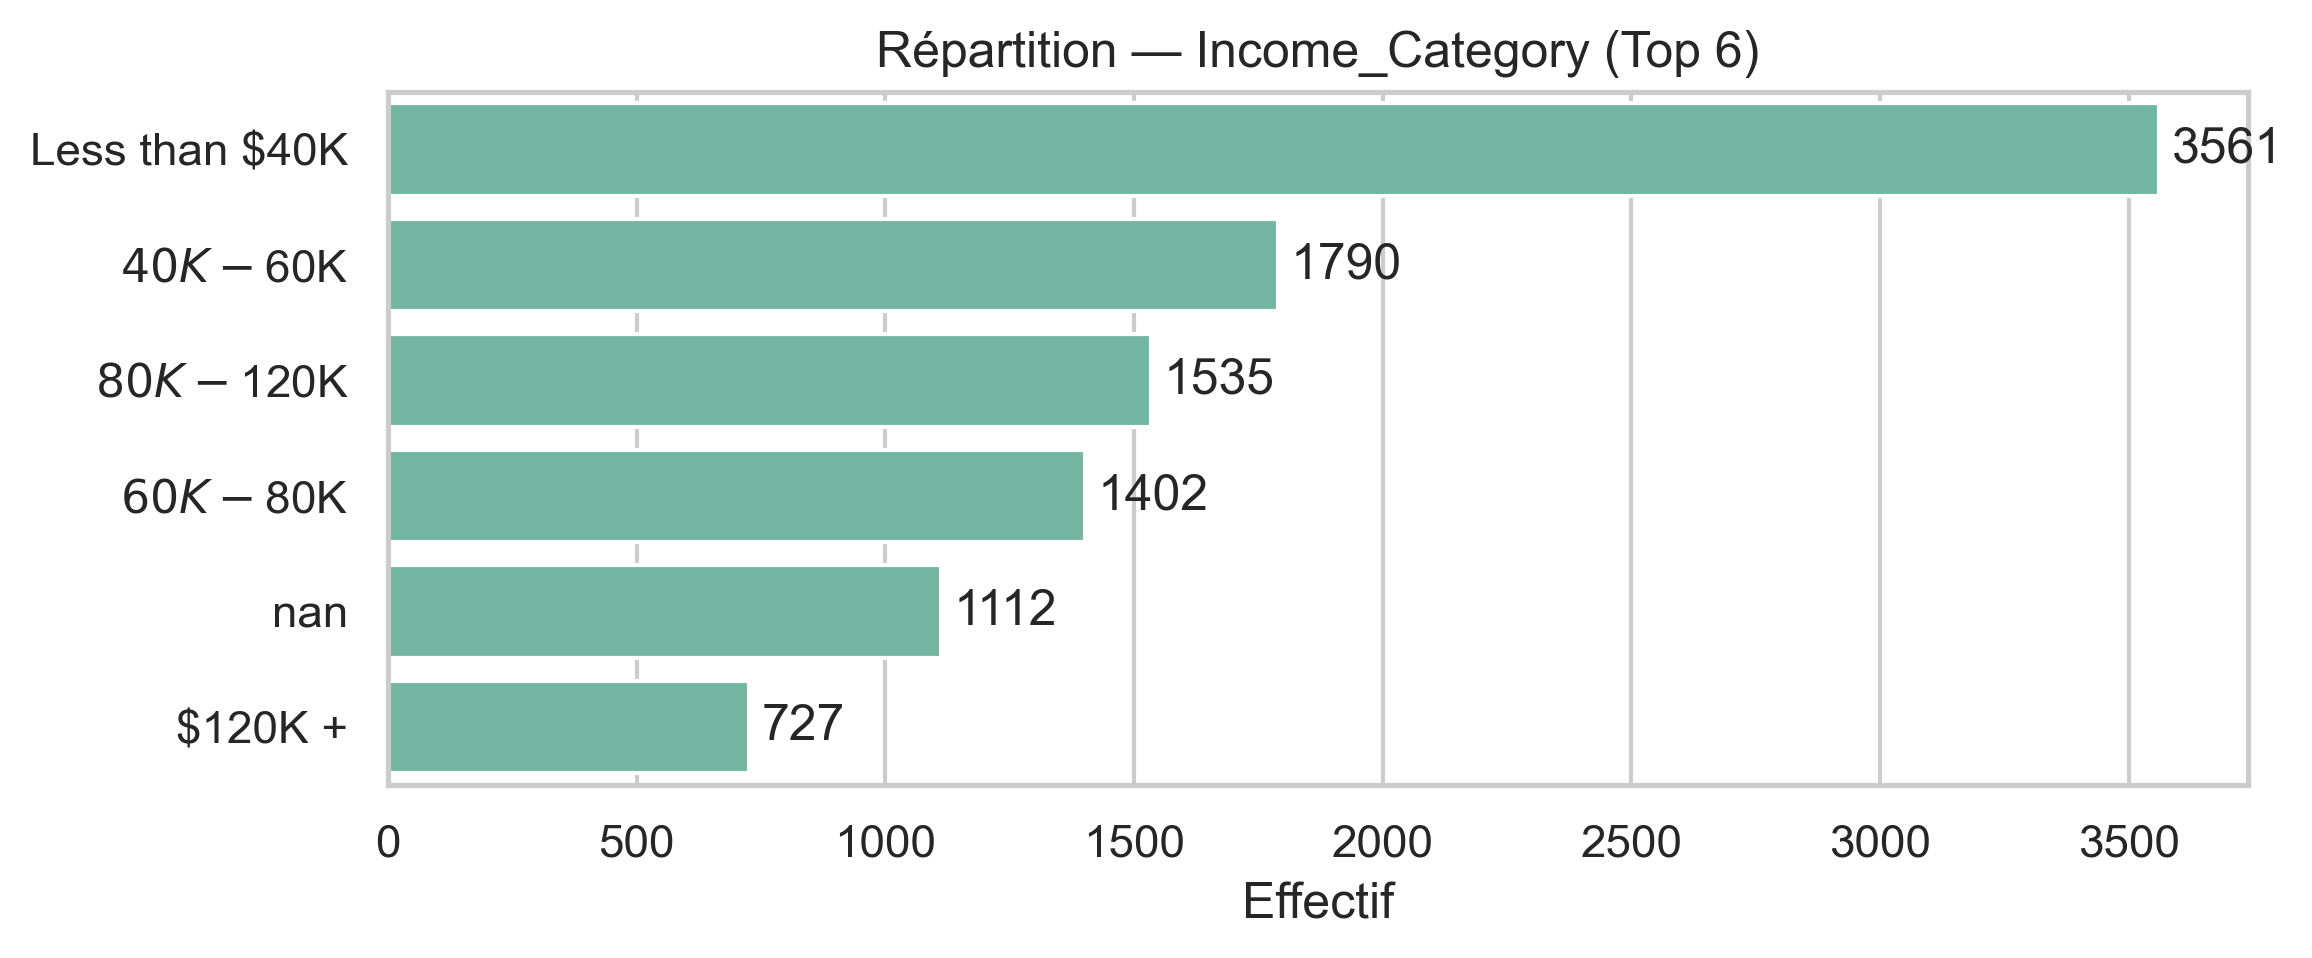 Répartition — Income_Category (Top 6)
Less than $40K 3561
40K − 60K 1790
80K − 120K 1535
60K − 80K 1402
nan 1112
$120K + 727
0 500 1000 1500 2000 2500 3000 3500
Effectif